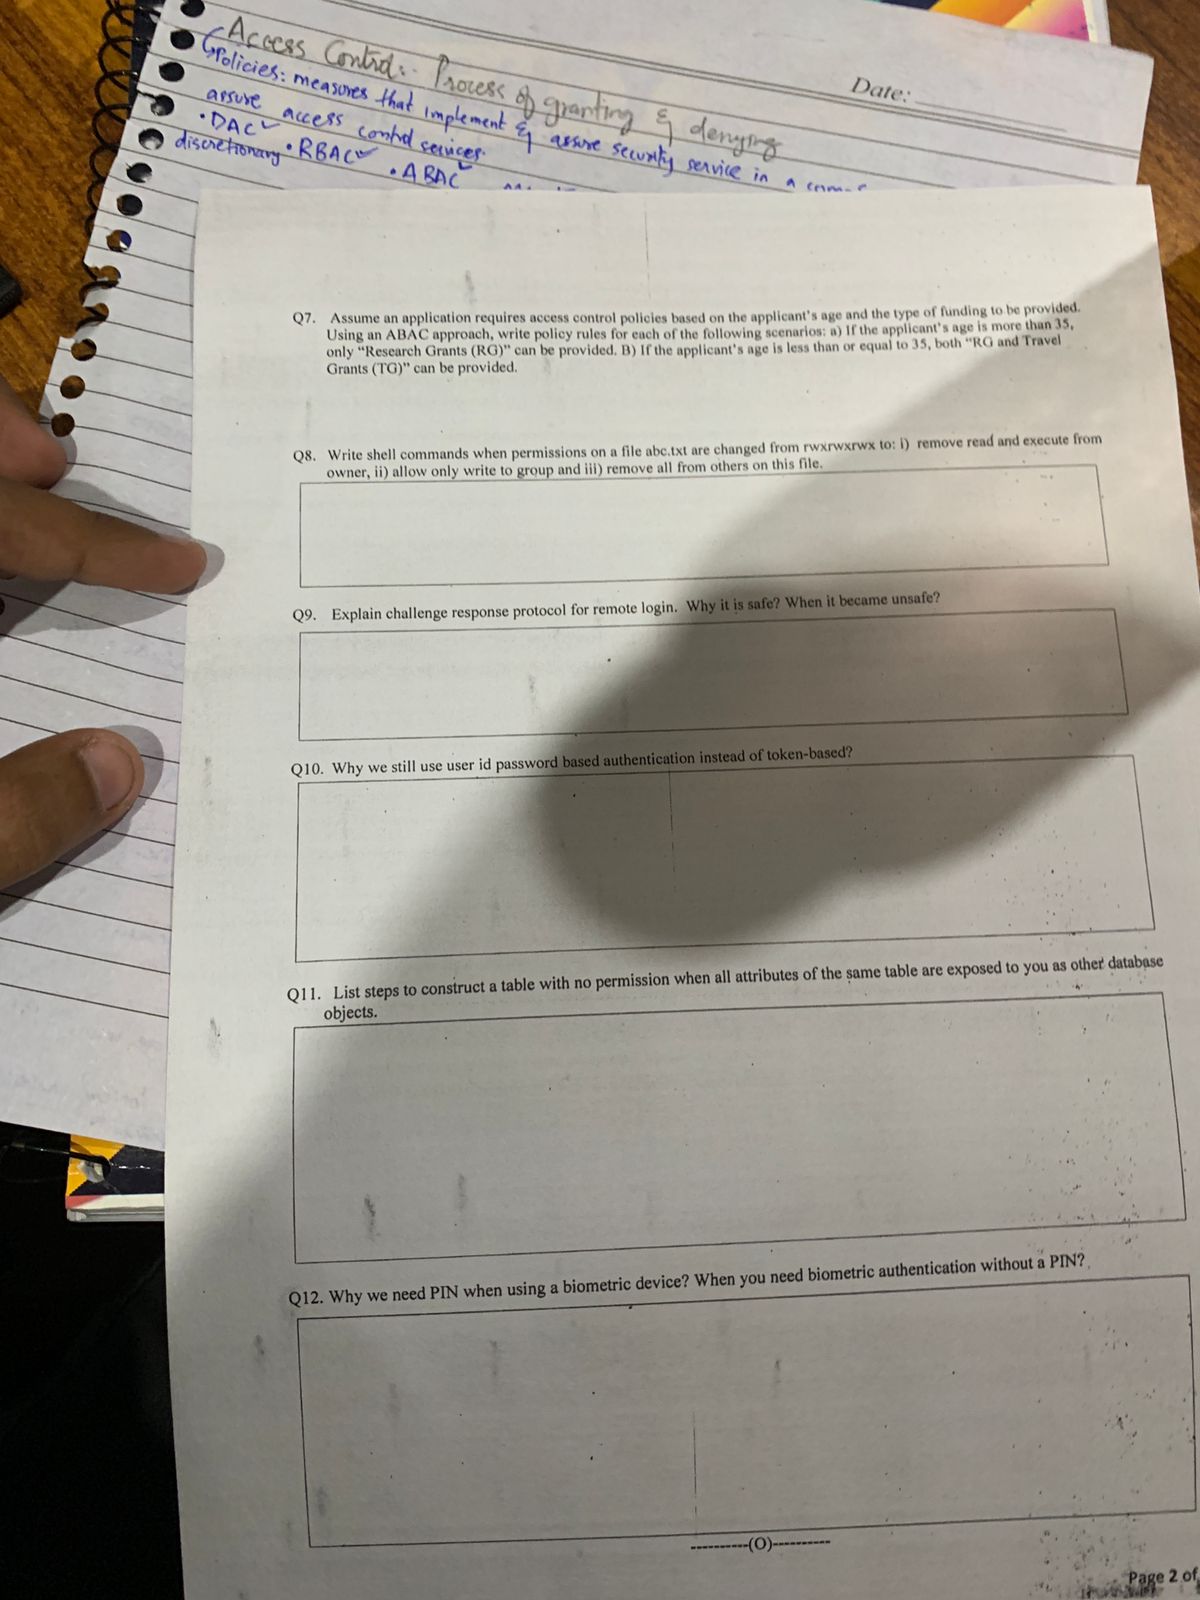 Date:
Access Control:- Process of granting & denying
Policies: measures that implement & assure security service in a
assure access control services.
• DAC
discretionary • RBAC
• ABAC
Q7. Assume an application requires access control policies based on the applicant's age and the type of funding to be provided.
Using an ABAC approach, write policy rules for each of the following scenarios: a) If the applicant's age is more than 35,
only “Research Grants (RG)” can be provided. B) If the applicant's age is less than or equal to 35, both “RG and Travel
Grants (TG)” can be provided.
Q8. Write shell commands when permissions on a file abc.txt are changed from rwxrwxrwx to: i) remove read and execute from
owner, ii) allow only write to group and iii) remove all from others on this file.
Q9. Explain challenge response protocol for remote login. Why it is safe? When it became unsafe?
Q10. Why we still use user id password based authentication instead of token-based?
Q11. List steps to construct a table with no permission when all attributes of the same table are exposed to you as other database
objects.
Q12. Why we need PIN when using a biometric device? When you need biometric authentication without a PIN?
----------(O)----------
Page 2 of